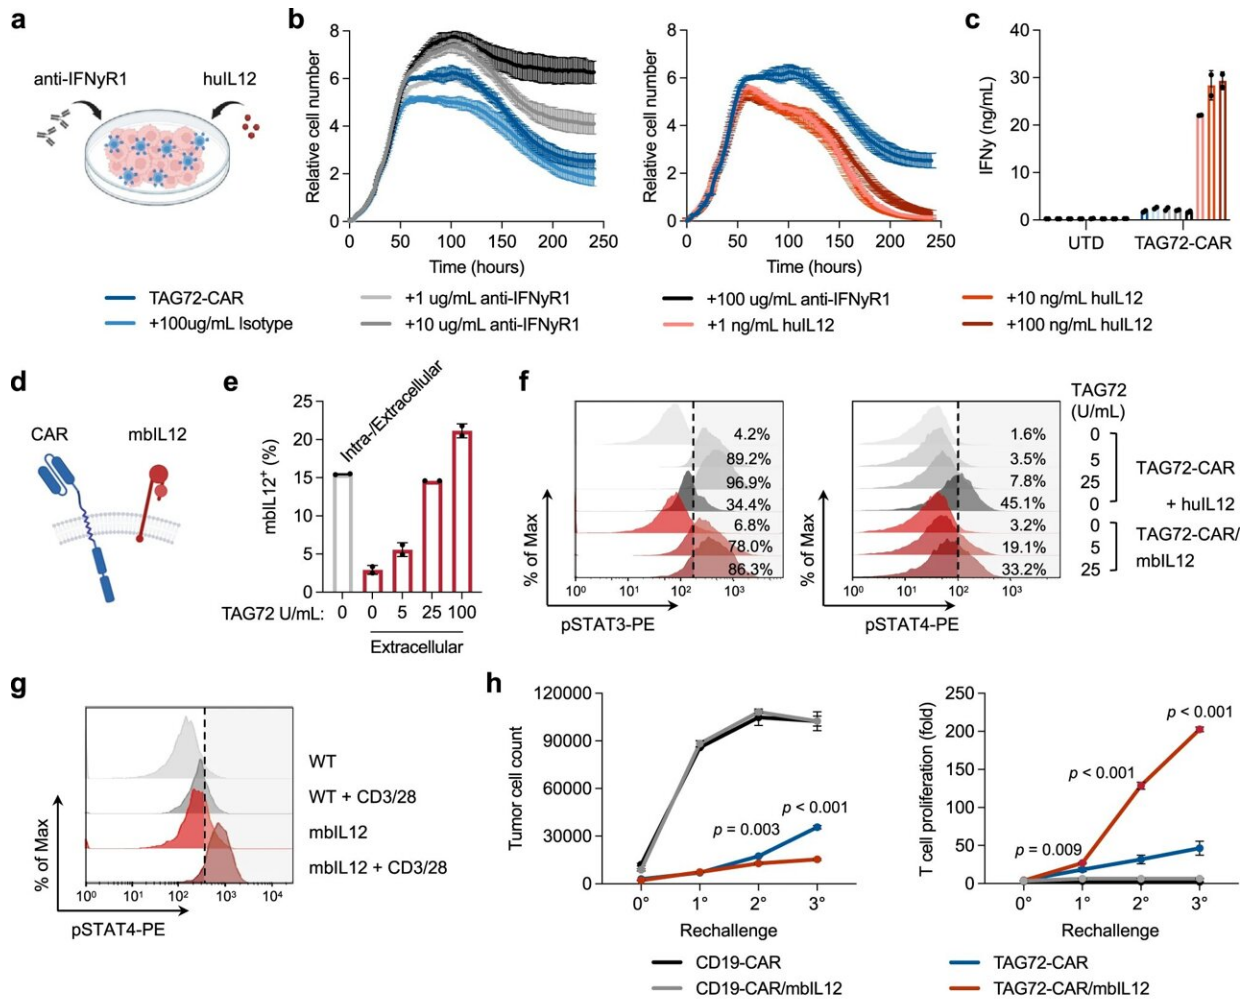 a
anti-IFNyR1
huIL12
b
Relative cell number
8
6
4
2
0
0 50 100 150 200 250
Time (hours)
Relative cell number
8
6
4
2
0
0 50 100 150 200 250
Time (hours)
c
IFNy (ng/mL)
40
30
20
10
0
UTD TAG72-CAR
TAG72-CAR
+100ug/mL Isotype
+1 ug/mL anti-IFNyR1
+10 ug/mL anti-IFNyR1
+100 ug/mL anti-IFNyR1
+1 ng/mL huIL12
+10 ng/mL huIL12
+100 ng/mL huIL12
d
CAR
mbIL12
e
mbIL12+ (%)
25
20
15
10
5
0
Intra-/Extracellular
TAG72 U/mL: 0 0 5 25 100
Extracellular
f
% of Max
4.2%
89.2%
96.9%
34.4%
6.8%
78.0%
86.3%
10⁰ 10¹ 10² 10³
pSTAT3-PE
% of Max
1.6%
3.5%
7.8%
45.1%
3.2%
19.1%
33.2%
10⁰ 10¹ 10² 10³
pSTAT4-PE
TAG72
(U/mL)
0
5
25
0
0
5
25
TAG72-CAR
+ huIL12
TAG72-CAR/
mbIL12
g
% of Max
WT
WT + CD3/28
mbIL12
mbIL12 + CD3/28
10⁰ 10¹ 10² 10³ 10⁴
pSTAT4-PE
h
Tumor cell count
120000
90000
60000
30000
0
p = 0.003
p < 0.001
0° 1° 2° 3°
Rechallenge
T cell proliferation (fold)
250
200
150
100
50
0
p = 0.009
p < 0.001
p < 0.001
0° 1° 2° 3°
Rechallenge
CD19-CAR
CD19-CAR/mbIL12
TAG72-CAR
TAG72-CAR/mbIL12